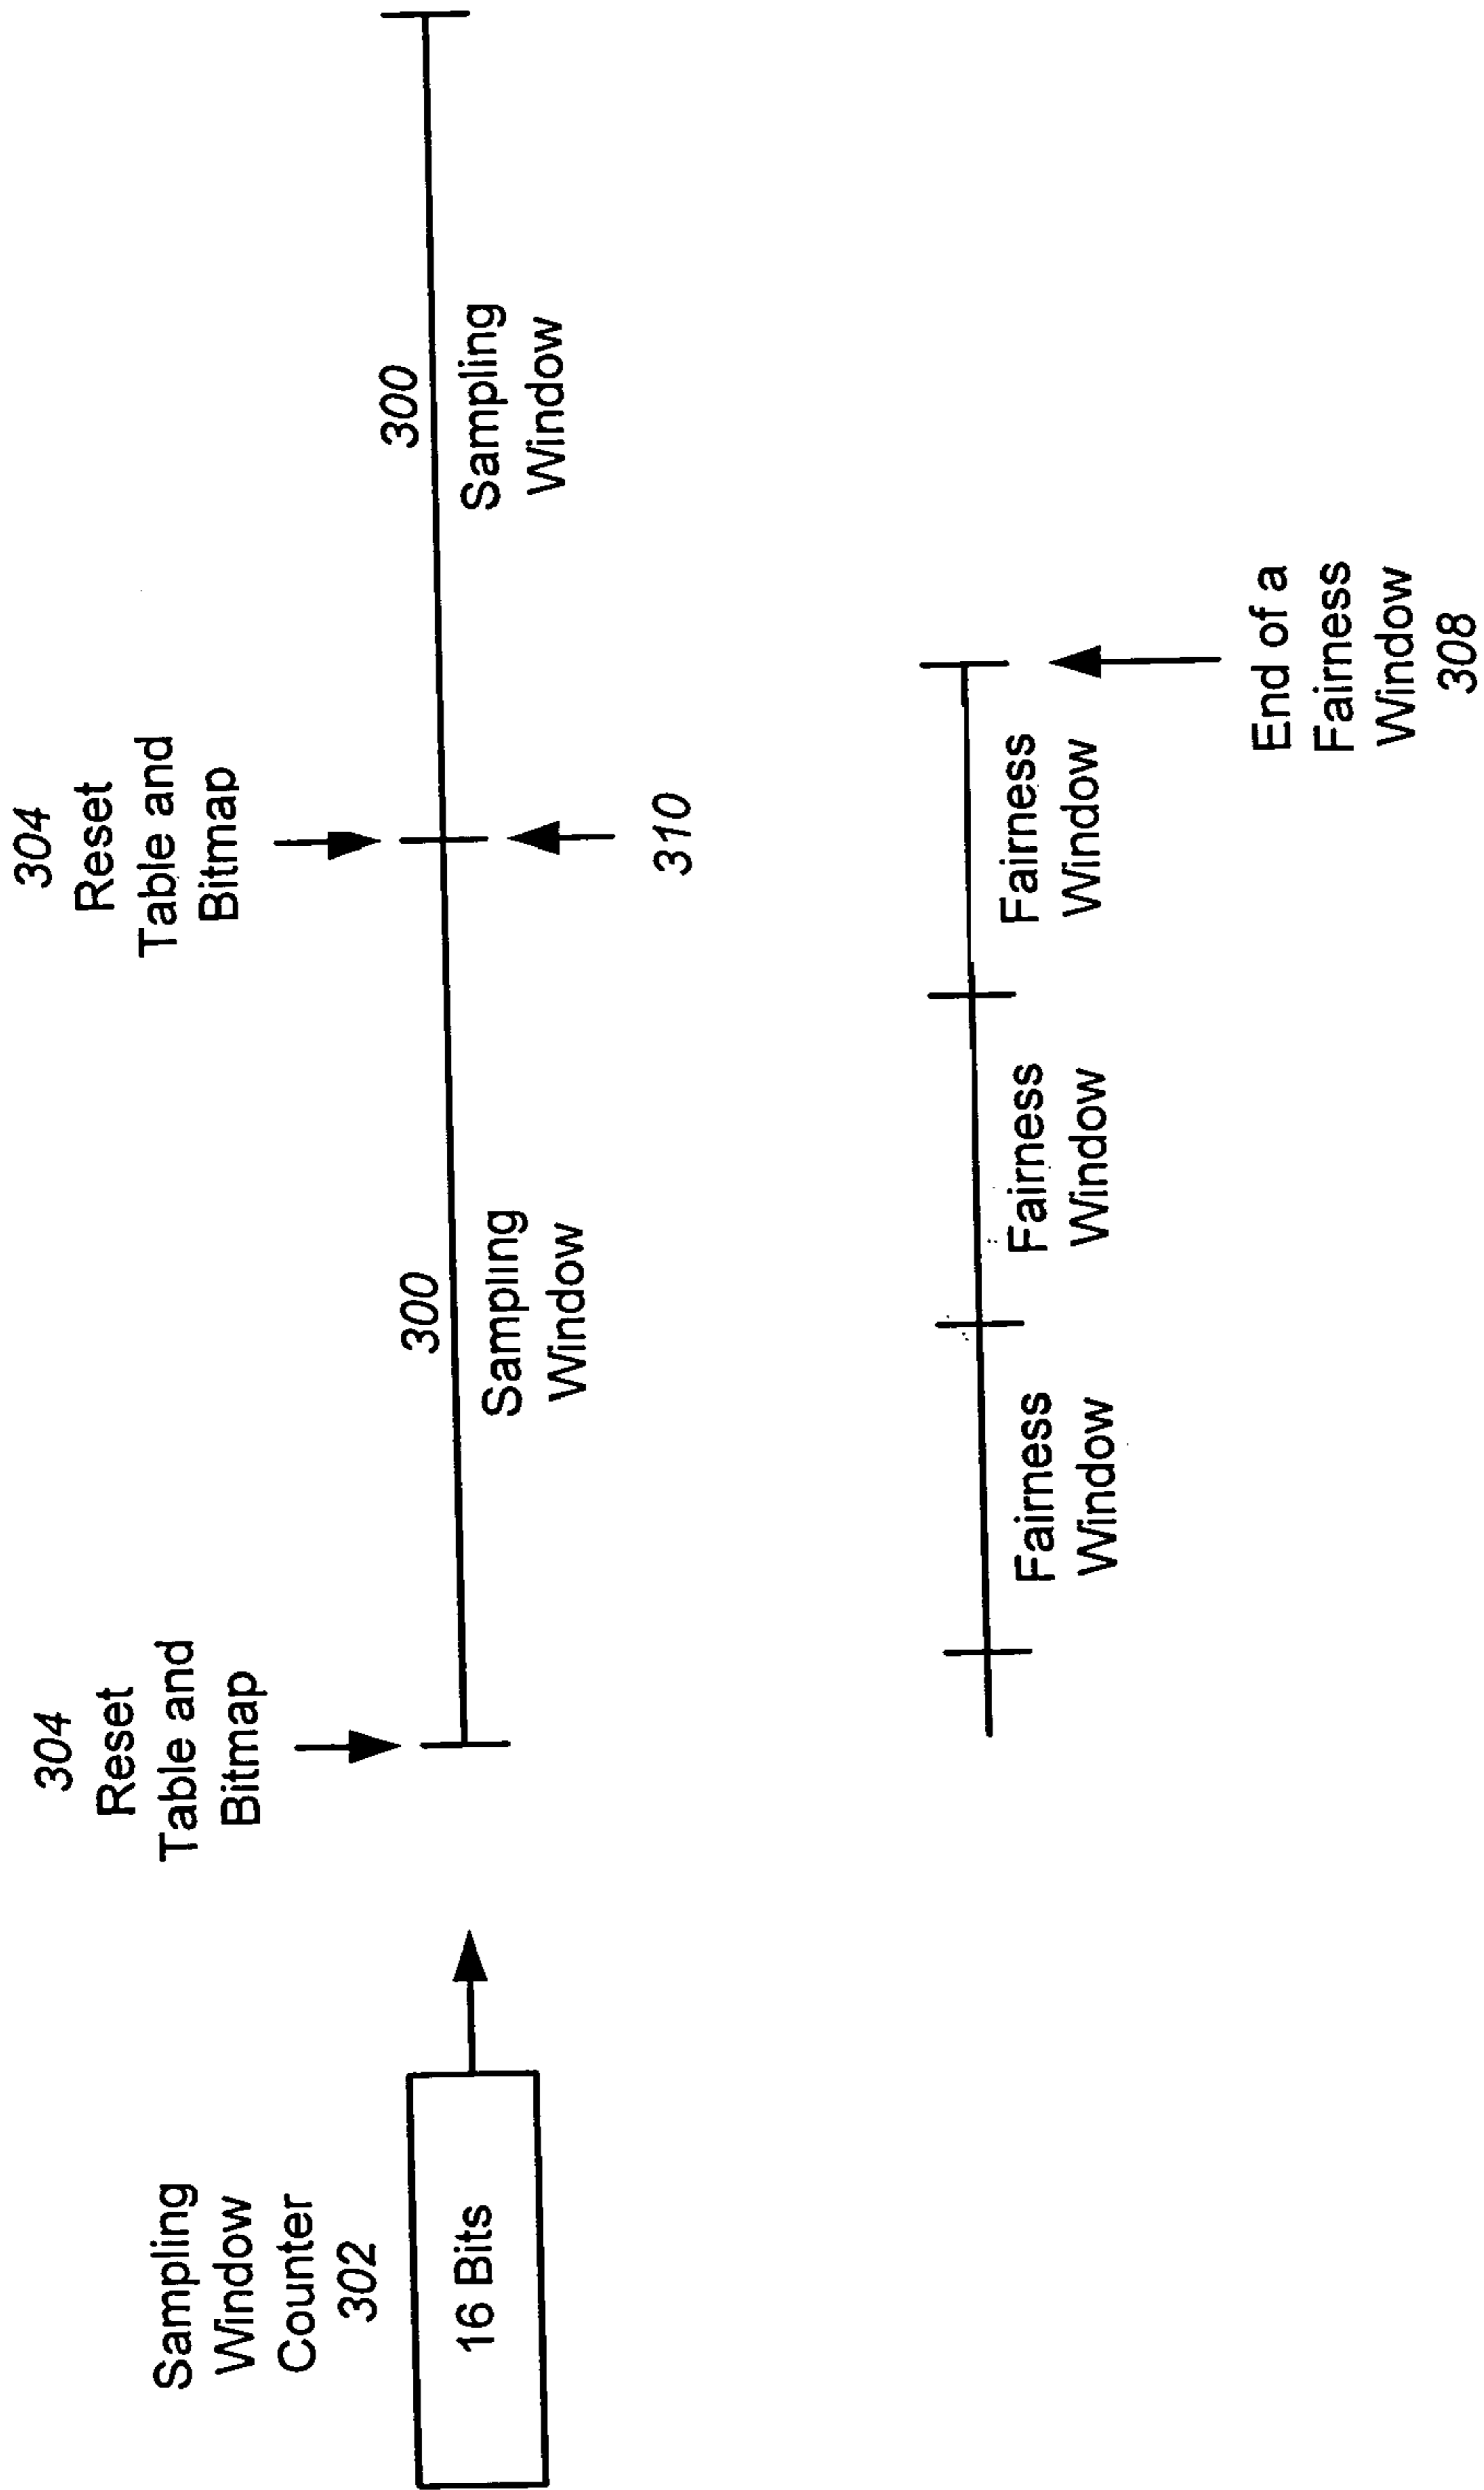 Sampling
Window
Counter
302
16 Bits
304
Reset
Table and
Bitmap
304
Reset
Table and
Bitmap
300
Sampling
Window
300
Sampling
Window
310
Fairness
Window
Fairness
Window
Fairness
Window
End of a
Fairness
Window
308